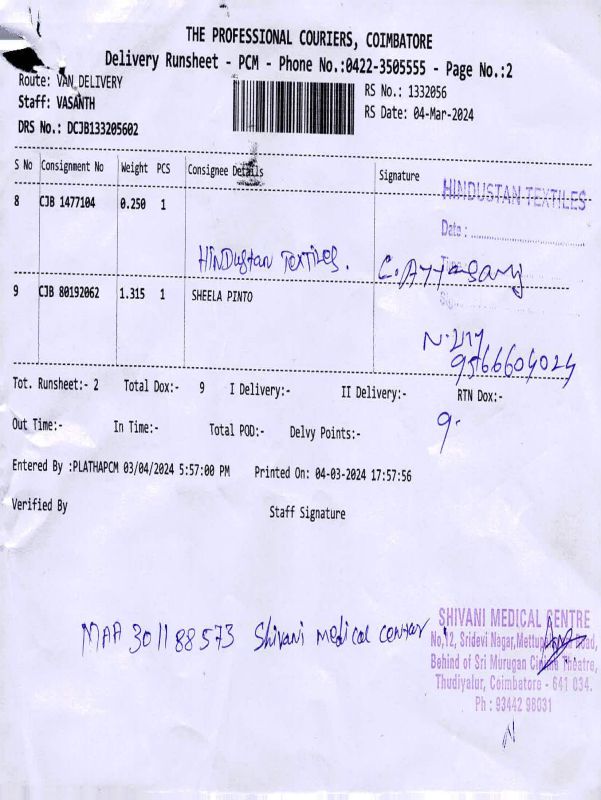 THE PROFESSIONAL COURIERS, COIMBATORE
Delivery Runsheet - PCM - Phone No.:0422-3505555 - Page No.:2
Route: VAN DELIVERY
RS No.: 1332056
Staff: VASANTH
RS Date: 04-Mar-2024
DRS No.: DCJB133205602
S No Consignment No Weight PCS Consignee Details Signature
HINDUSTAN TEXTILES
8 CJB 1477104 0.250 1
Date :
HINDUstan TEXTILES.
9 CJB 80192062 1.315 1 SHEELA PINTO
9566604024
Tot. Runsheet:- 2 Total Dox:- 9 I Delivery:- II Delivery:- RTN Dox:-
9.
Out Time:- In Time:- Total POD:- Delvy Points:-
Entered By :PLATHAPCM 03/04/2024 5:57:00 PM Printed On: 04-03-2024 17:57:56
Verified By Staff Signature
MAA 301188573 Shivani medical center
SHIVANI MEDICAL CENTRE
No,12, Sridevi Nagar, Road,
Behind of Sri Murugan Theatre,
Thudiyalur, Coimbatore - 641 034.
Ph : 93442 98031
N